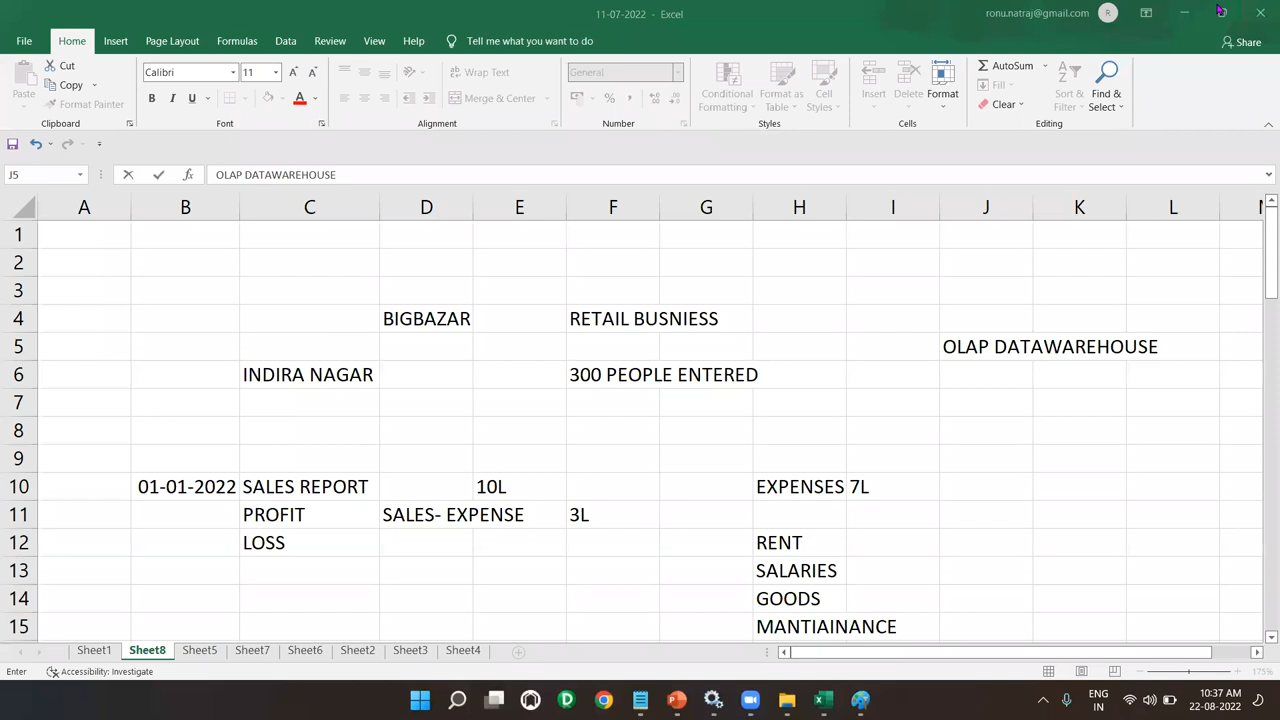 11-07-2022 - Excel
ronu.natraj@gmail.com R
File Home Insert Page Layout Formulas Data Review View Help Tell me what you want to do Share
Paste Cut Copy Format Painter
Calibri 11
B I U A
Wrap Text
Merge & Center
General
% ,
Conditional Formatting Format as Table Cell Styles
Insert Delete Format
AutoSum
Fill
Clear
Sort & Filter Find & Select
Clipboard Font Alignment Number Styles Cells Editing
J5 fx OLAP DATAWAREHOUSE
A B C D E F G H I J K L
1
2
3
4 BIGBAZAR RETAIL BUSNIESS
5 OLAP DATAWAREHOUSE
6 INDIRA NAGAR 300 PEOPLE ENTERED
7
8
9
10 01-01-2022 SALES REPORT 10L EXPENSES 7L
11 PROFIT SALES- EXPENSE 3L
12 LOSS RENT
13 SALARIES
14 GOODS
15 MANTIAINANCE
Sheet1 Sheet8 Sheet5 Sheet7 Sheet6 Sheet2 Sheet3 Sheet4
Enter Accessibility: Investigate 175%
ENG IN 10:37 AM 22-08-2022